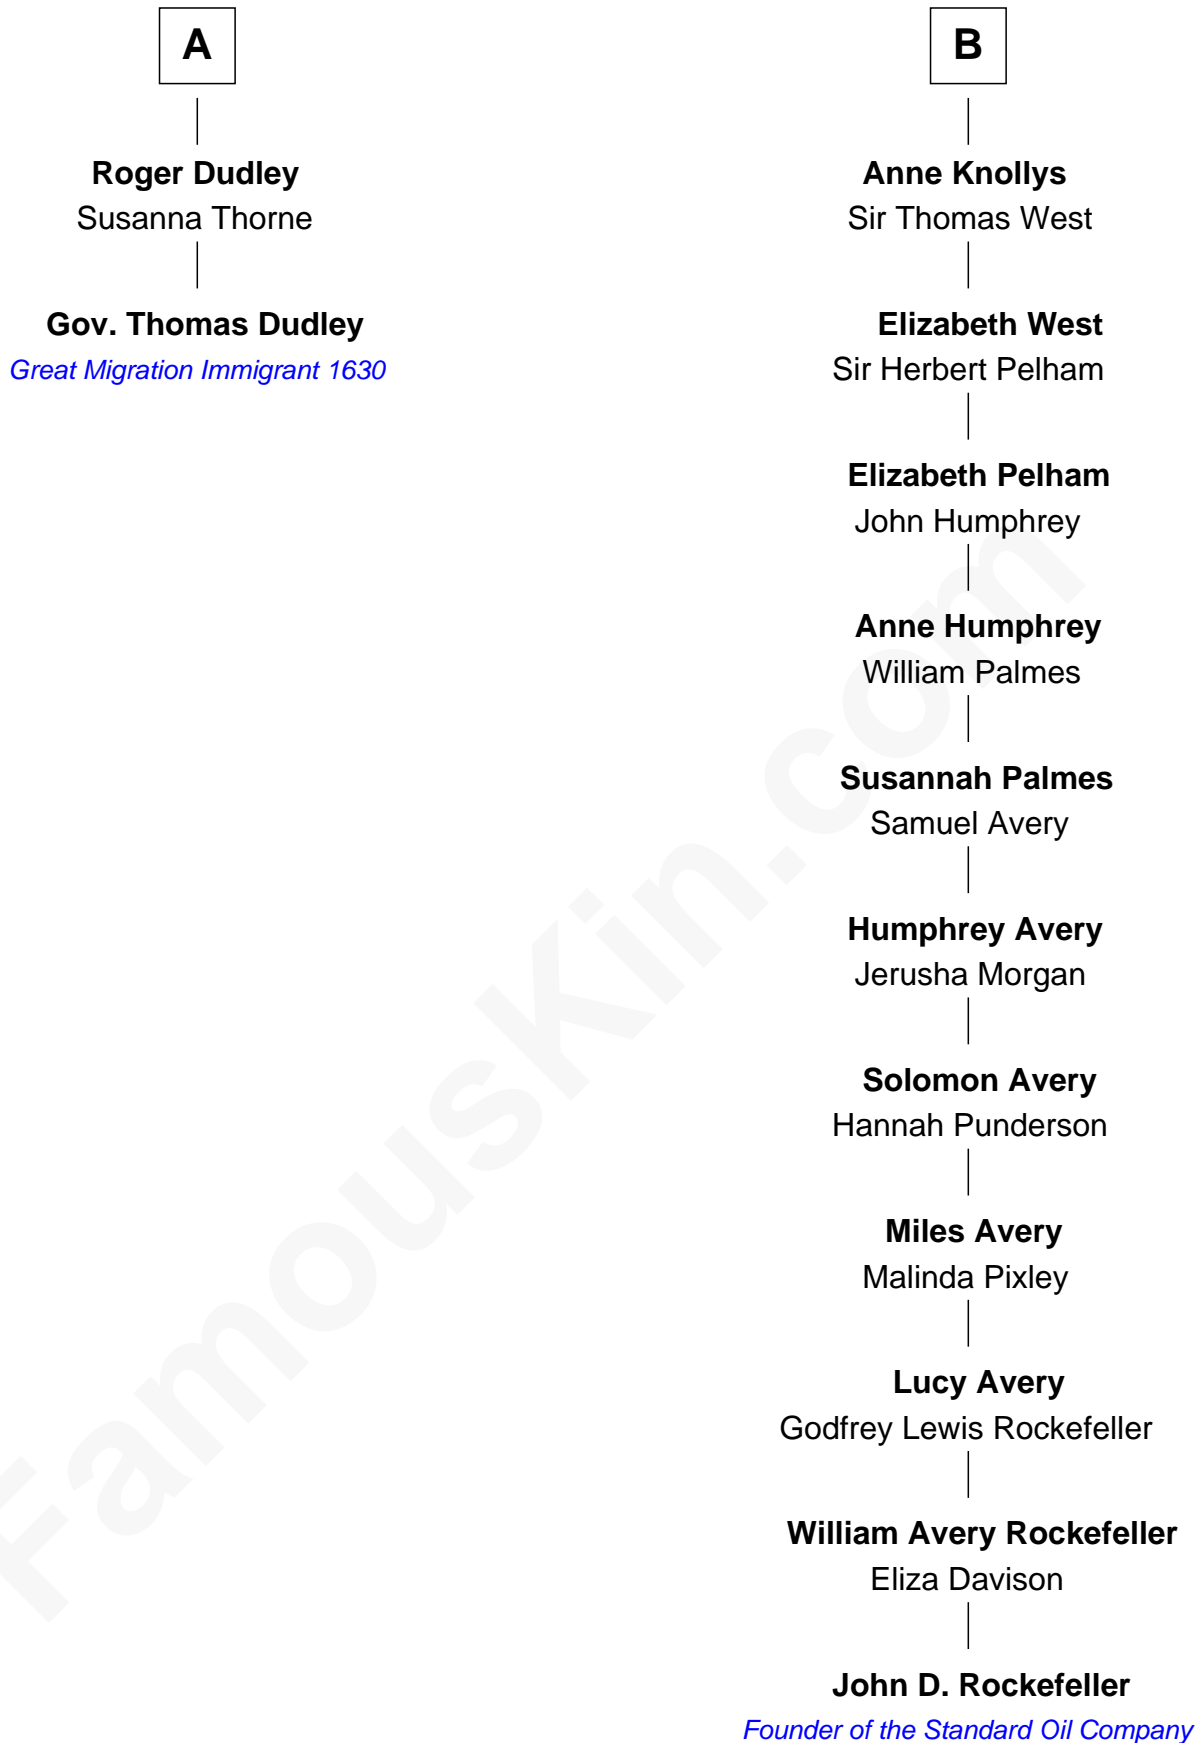 A
Roger Dudley
Susanna Thorne
Gov. Thomas Dudley
Great Migration Immigrant 1630
B
Anne Knollys
Sir Thomas West
Elizabeth West
Sir Herbert Pelham
Elizabeth Pelham
John Humphrey
Anne Humphrey
William Palmes
Susannah Palmes
Samuel Avery
Humphrey Avery
Jerusha Morgan
Solomon Avery
Hannah Punderson
Miles Avery
Malinda Pixley
Lucy Avery
Godfrey Lewis Rockefeller
William Avery Rockefeller
Eliza Davison
John D. Rockefeller
Founder of the Standard Oil Company
FamousKin.com